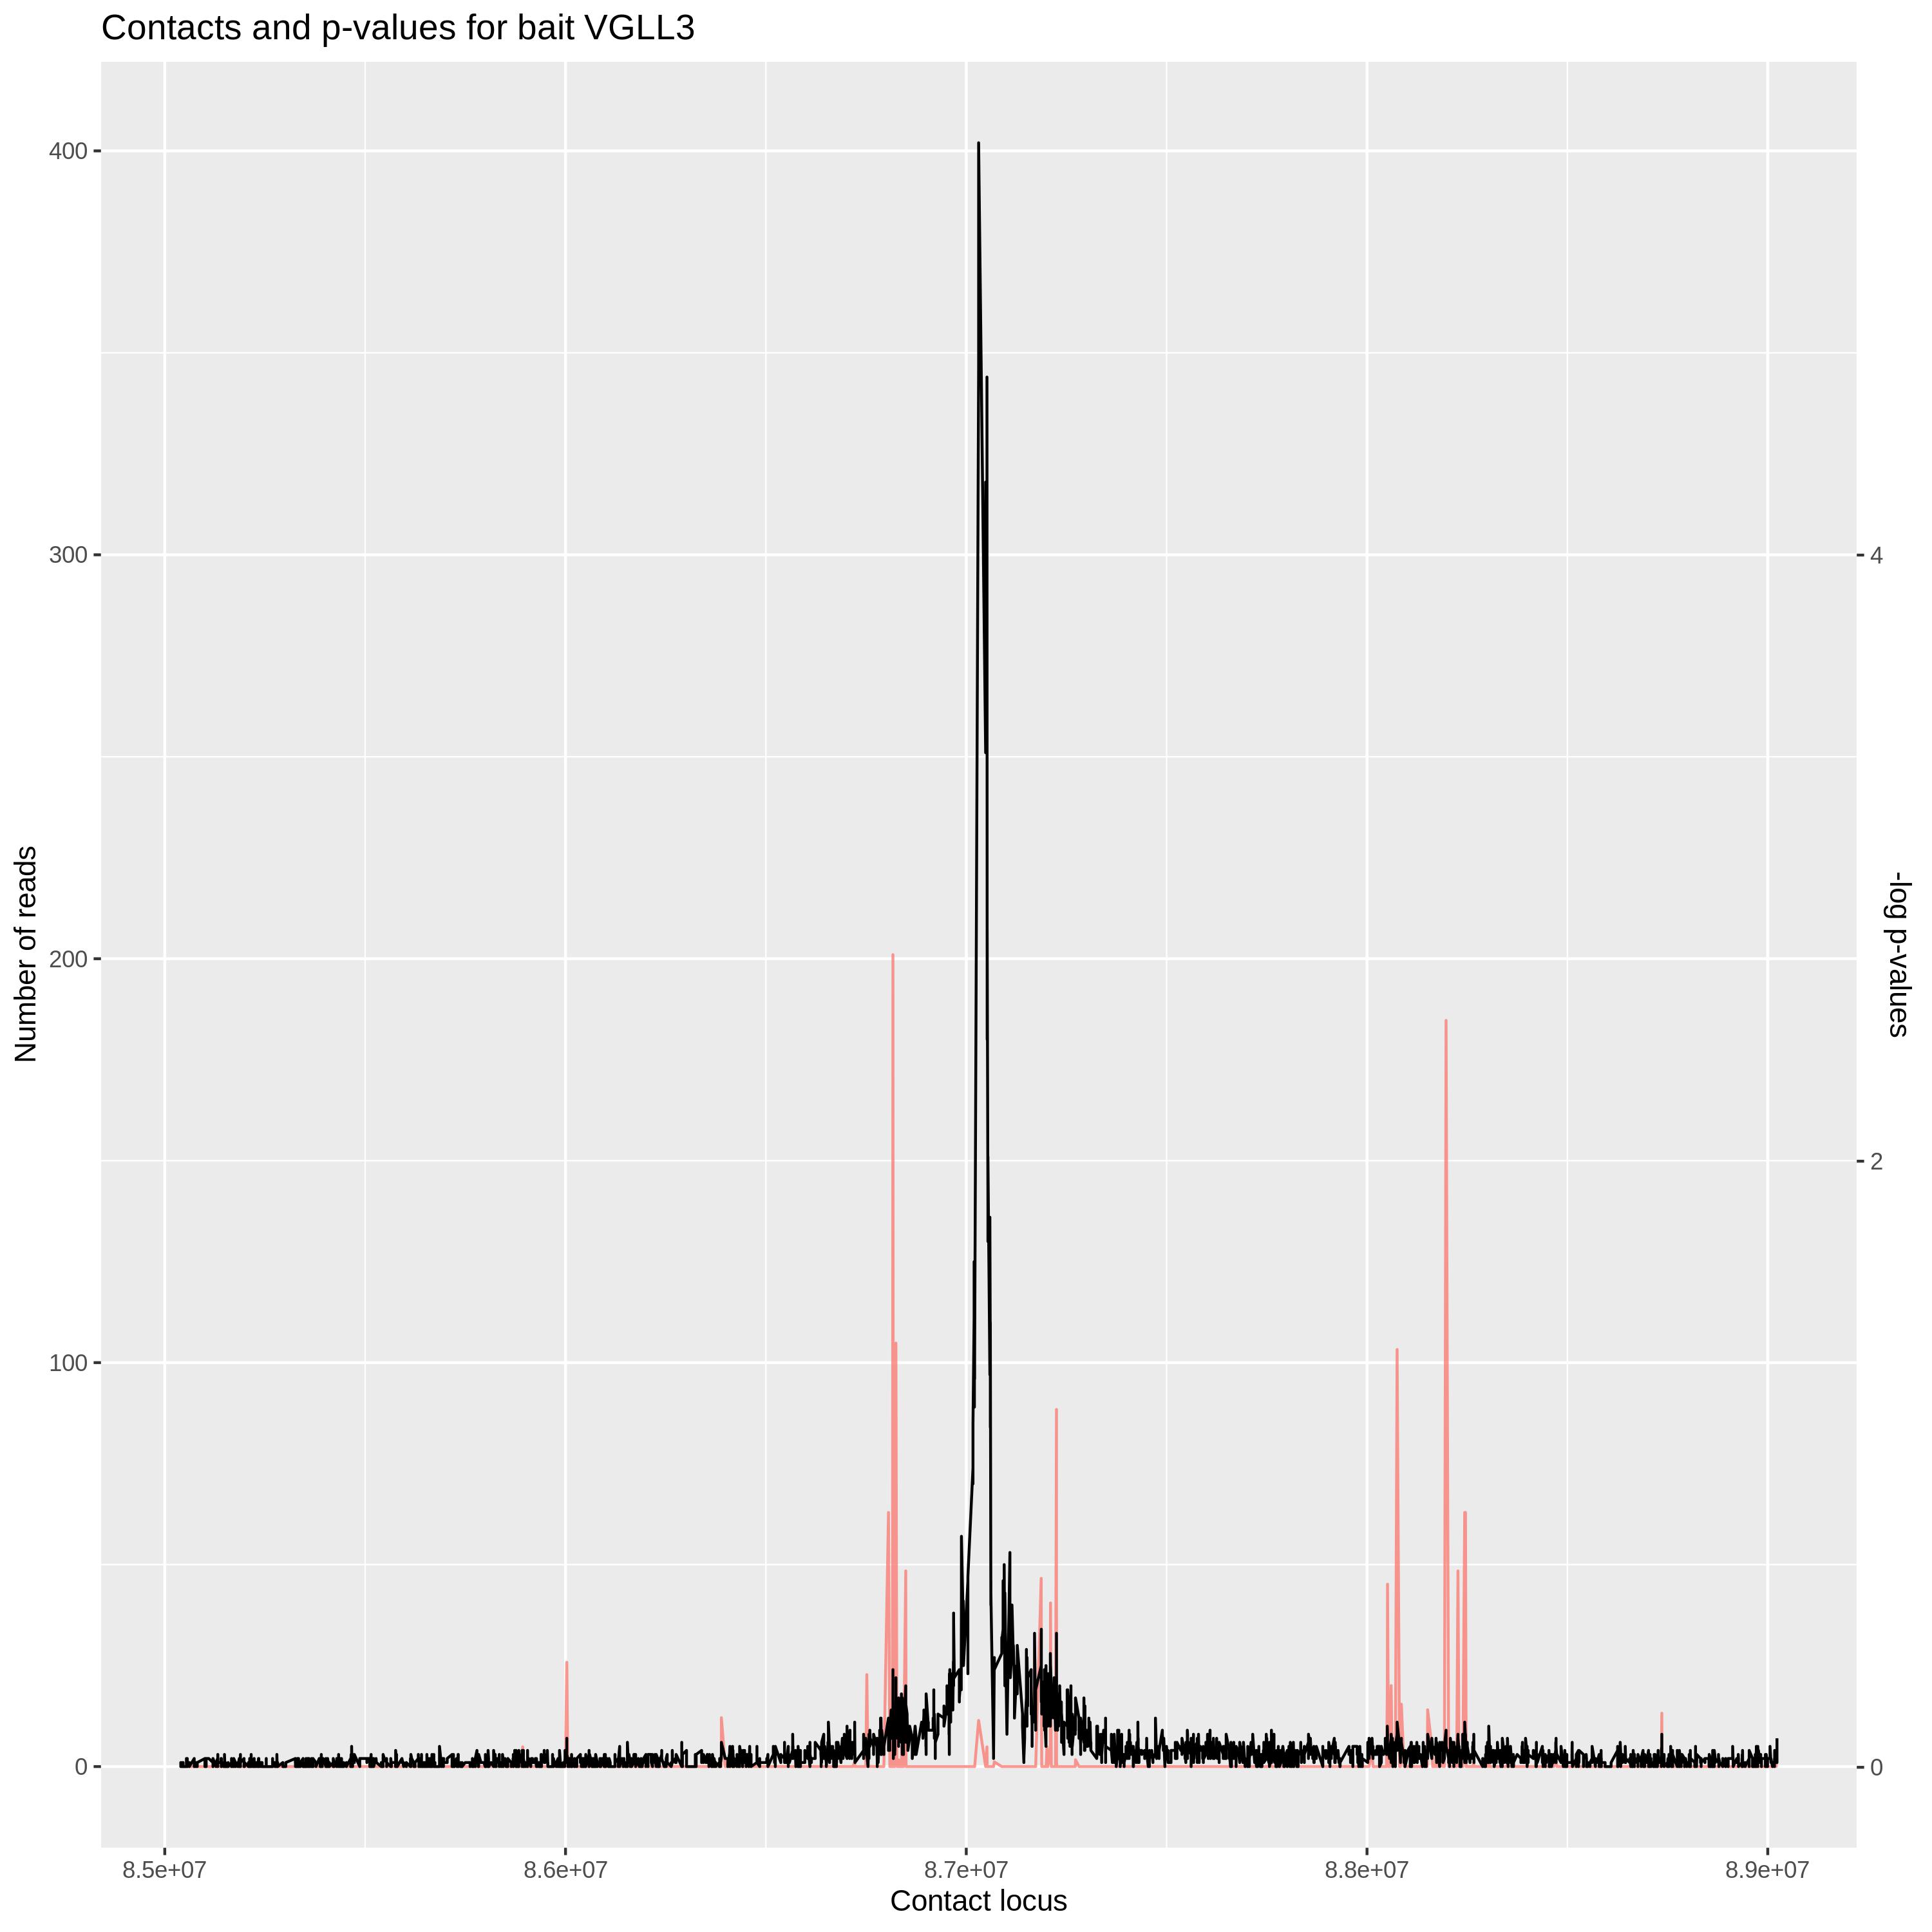 Contacts and p-values for bait VGLL3
Number of reads
400
300
200
100
0
4
2
0
-log p-values
8.5e+07
8.6e+07
8.7e+07
8.8e+07
8.9e+07
Contact locus